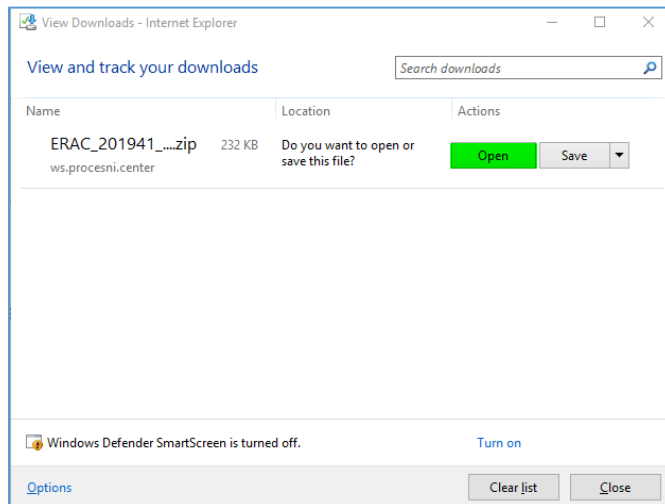 View Downloads - Internet Explorer
View and track your downloads
Search downloads
Name Location Actions
ERAC_201941_....zip 232 KB Do you want to open or save this file? Open Save
ws.procesni.center
Windows Defender SmartScreen is turned off. Turn on
Options Clear list Close